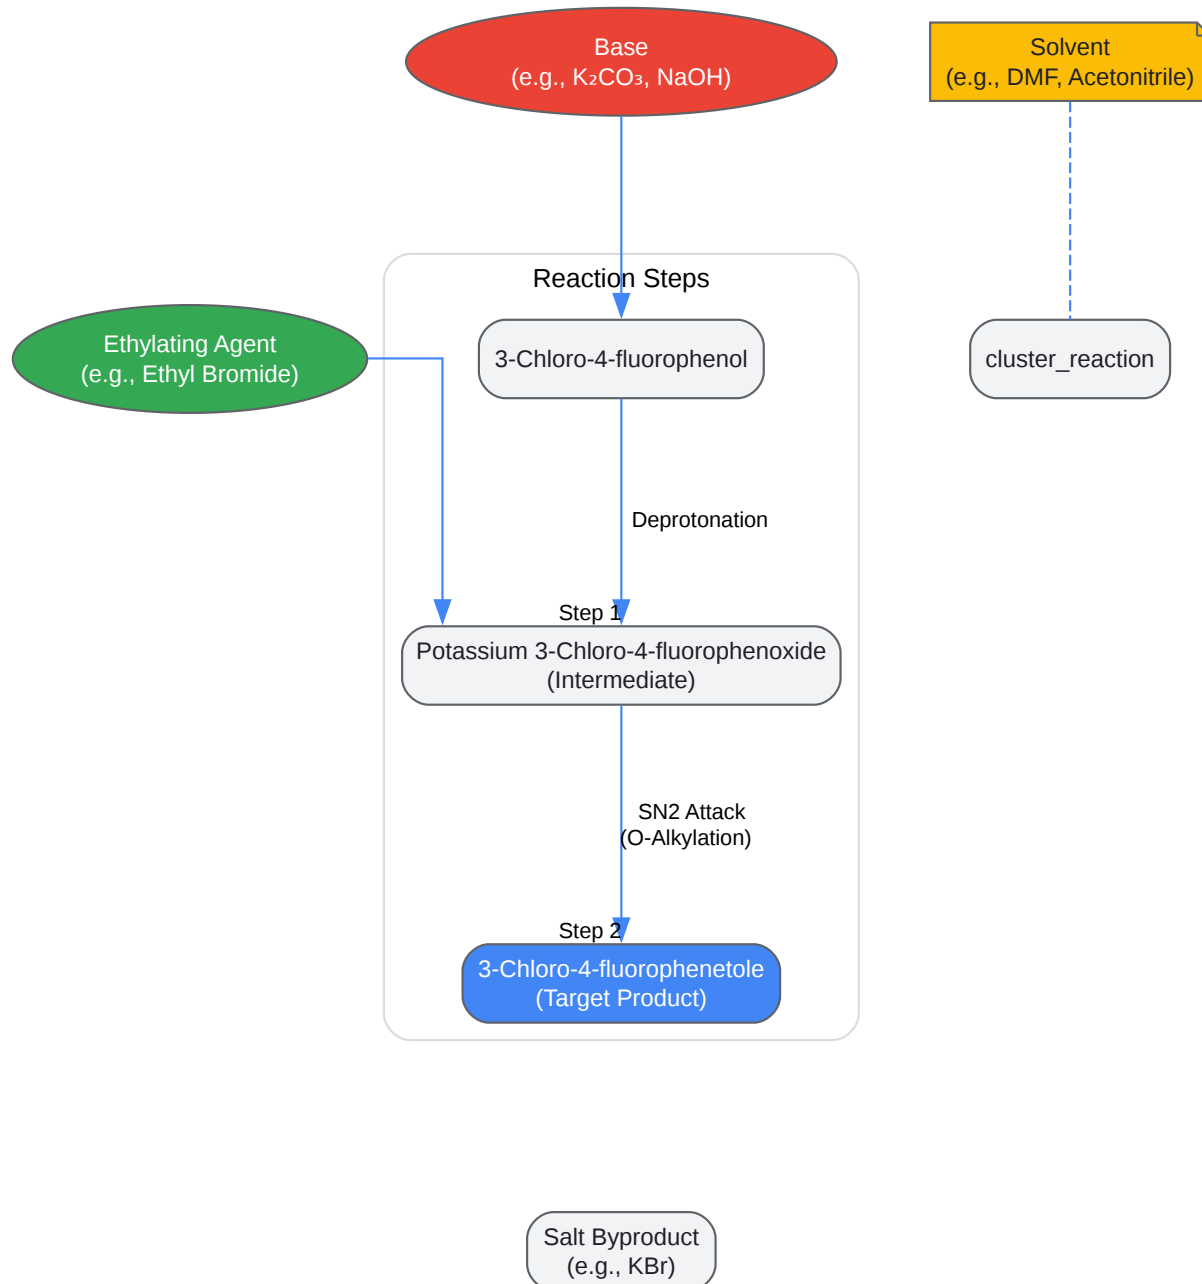 Base
(e.g., K₂CO₃, NaOH)
Solvent
(e.g., DMF, Acetonitrile)
Reaction Steps
Ethylating Agent
(e.g., Ethyl Bromide)
3-Chloro-4-fluorophenol
cluster_reaction
Deprotonation
Step 1
Potassium 3-Chloro-4-fluorophenoxide
(Intermediate)
SN2 Attack
(O-Alkylation)
Step 2
3-Chloro-4-fluorophenetole
(Target Product)
Salt Byproduct
(e.g., KBr)